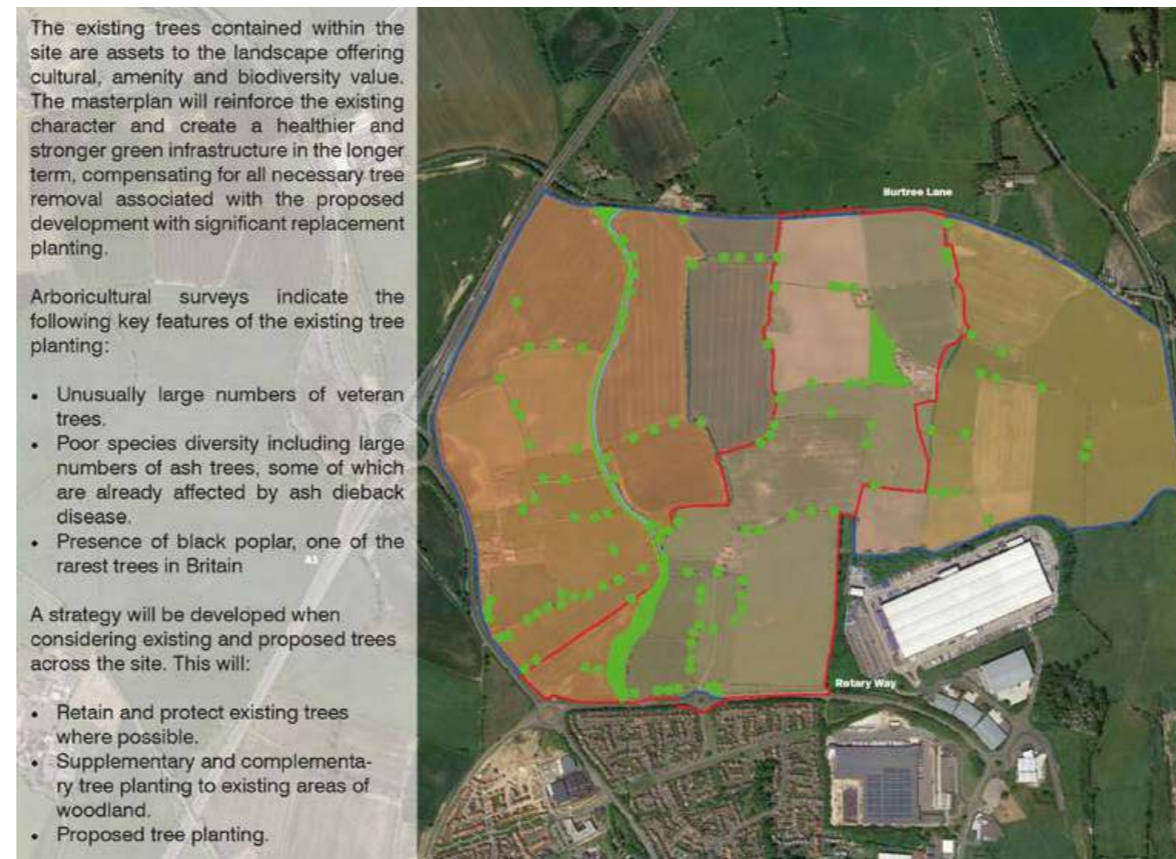 The existing trees contained within the
site are assets to the landscape offering
cultural, amenity and biodiversity value.
The masterplan will reinforce the existing
character and create a healthier and
stronger green infrastructure in the longer
term, compensating for all necessary tree
removal associated with the proposed
development with significant replacement
planting.
Arboricultural surveys indicate the
following key features of the existing tree
planting:
• Unusually large numbers of veteran
trees.
• Poor species diversity including large
numbers of ash trees, some of which
are already affected by ash dieback
disease.
• Presence of black poplar, one of the
rarest trees in Britain
A strategy will be developed when
considering existing and proposed trees
across the site. This will:
• Retain and protect existing trees
where possible.
• Supplementary and complementa-
ry tree planting to existing areas of
woodland.
• Proposed tree planting.
A1
Burtree Lane
Rotary Way